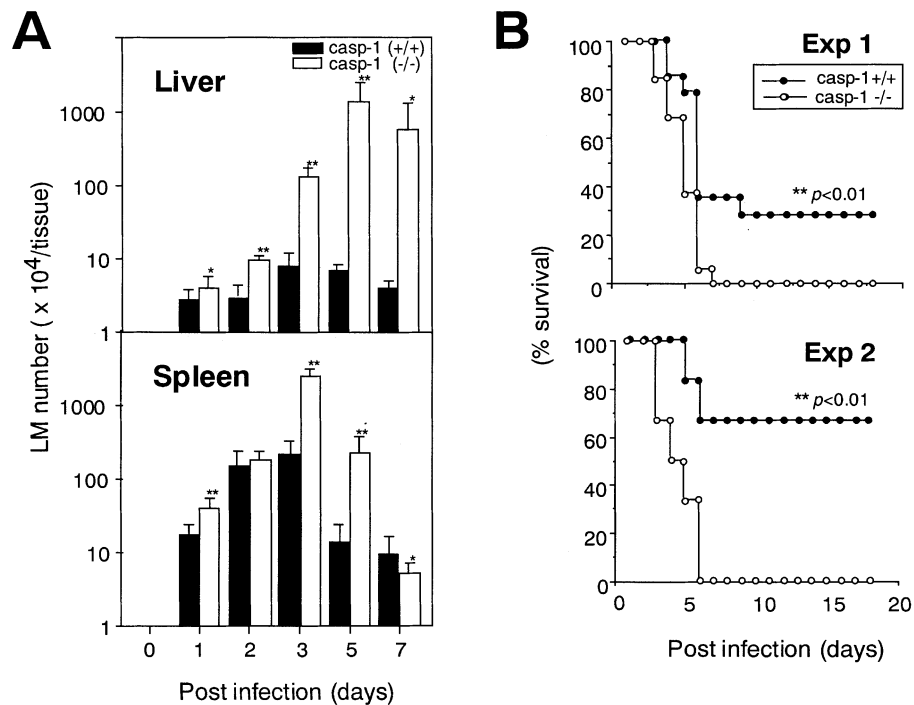 A
casp-1 (+/+)
casp-1 (-/-)
Liver
**
*
1000
**
100
**
10
*
1
LM number ( x 10⁴/tissue)
Spleen
**
1000
**
100
**
10
*
1
0 1 2 3 5 7
Post infection (days)
B
Exp 1
100
casp-1+/+
casp-1 -/-
80
60
40
** p<0.01
20
0
(% survival)
100
Exp 2
80
** p<0.01
60
40
20
0
0 5 10 15 20
Post infection (days)